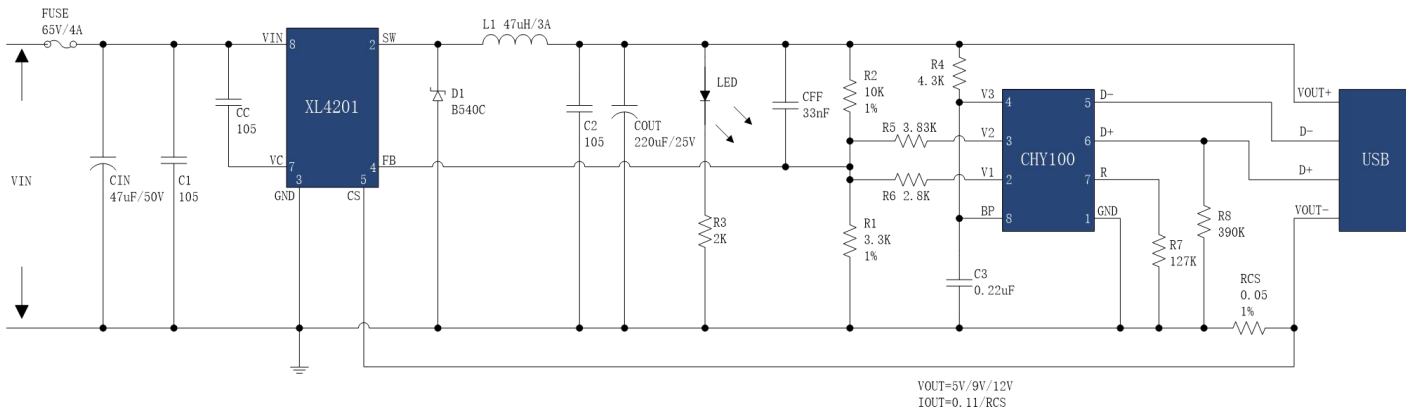 FUSE
65V/4A
VIN
CIN
47uF/50V
C1
105
CC
105
VIN
8
2
SW
XL4201
VC
7
4
FB
3
5
GND
CS
D1
B540C
L1 47uH/3A
C2
105
COUT
220uF/25V
LED
R3
2K
CFF
33nF
R2
10K
1%
R5 3.83K
R6 2.8K
R1
3.3K
1%
R4
4.3K
V3
4
5
D-
V2
3
6
D+
CHY100
V1
2
7
R
BP
8
1
GND
C3
0.22uF
R7
127K
R8
390K
RCS
0.05
1%
VOUT+
D-
USB
D+
VOUT-
VOUT=5V/9V/12V
IOUT=0.11/RCS